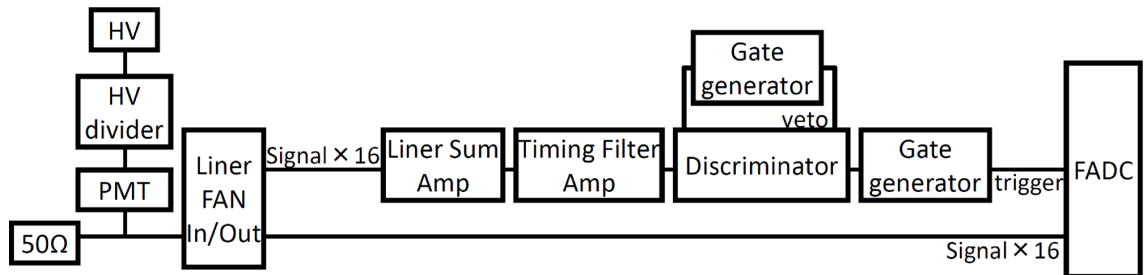 HV
HV
divider
PMT
50Ω
Liner
FAN
In/Out
Signal×16
Liner Sum
Amp
Timing Filter
Amp
Gate
generator
veto
Discriminator
Gate
generator
trigger
FADC
Signal×16